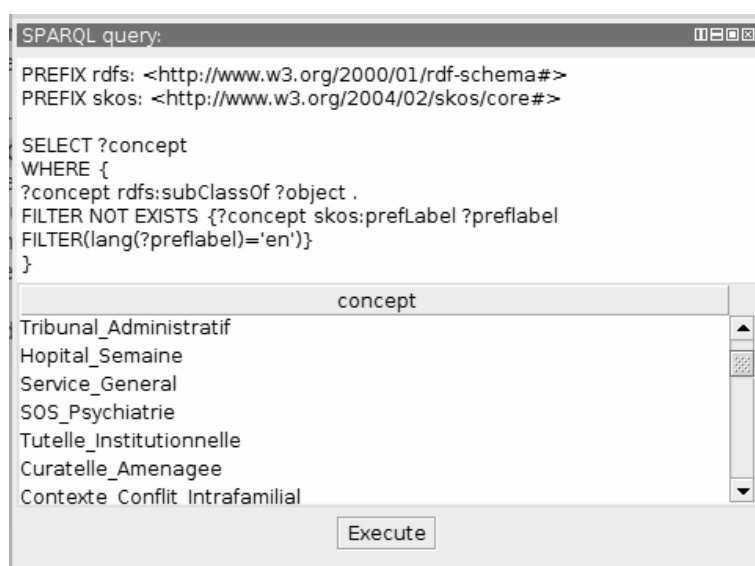 SPARQL query:
PREFIX rdfs: <http://www.w3.org/2000/01/rdf-schema#>
PREFIX skos: <http://www.w3.org/2004/02/skos/core#>
SELECT ?concept
WHERE {
?concept rdfs:subClassOf ?object .
FILTER NOT EXISTS {?concept skos:prefLabel ?preflabel
FILTER(lang(?preflabel)='en')}
}
concept
Tribunal_Administratif
Hopital_Semaine
Service_General
SOS_Psychiatrie
Tutelle_Institutionnelle
Curatelle_Amenagee
Contexte_Conflit_Intrafamilial
Execute